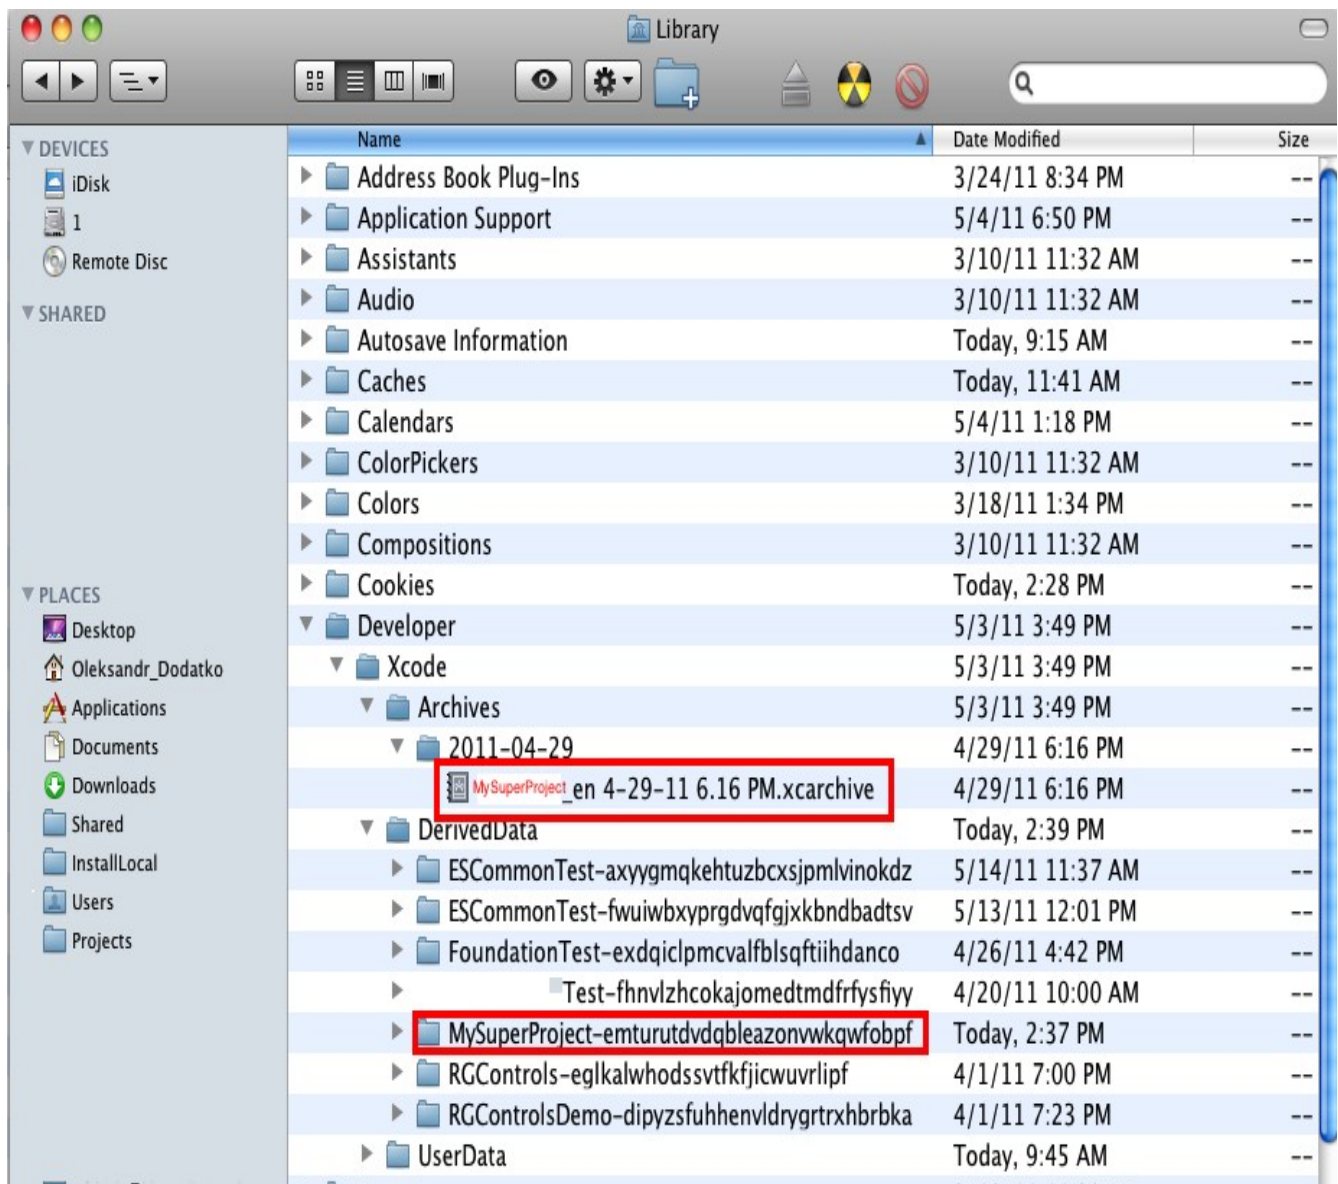 Library
Name Date Modified Size
DEVICES
iDisk
1
Remote Disc
SHARED
PLACES
Desktop
Oleksandr_Dodatko
Applications
Documents
Downloads
Shared
InstallLocal
Users
Projects
Address Book Plug-Ins 3/24/11 8:34 PM --
Application Support 5/4/11 6:50 PM --
Assistants 3/10/11 11:32 AM --
Audio 3/10/11 11:32 AM --
Autosave Information Today, 9:15 AM --
Caches Today, 11:41 AM --
Calendars 5/4/11 1:18 PM --
ColorPickers 3/10/11 11:32 AM --
Colors 3/18/11 1:34 PM --
Compositions 3/10/11 11:32 AM --
Cookies Today, 2:28 PM --
Developer 5/3/11 3:49 PM --
Xcode 5/3/11 3:49 PM --
Archives 5/3/11 3:49 PM --
2011-04-29 4/29/11 6:16 PM --
MySuperProject_en 4-29-11 6.16 PM.xcarchive 4/29/11 6:16 PM --
DerivedData Today, 2:39 PM --
ESCommonTest-axyygmqkehtuzbcxsjpmlvinokdz 5/14/11 11:37 AM --
ESCommonTest-fwuiwbxyprgdvqfgjxkbndbadtsv 5/13/11 12:01 PM --
FoundationTest-exdqiclpmcvalfblsqftiihdanco 4/26/11 4:42 PM --
Test-fhnvlzhcokajomedtmdfrfysfiyy 4/20/11 10:00 AM --
MySuperProject-emturutdvdqbleazonvwkqwfobpf Today, 2:37 PM --
RGControls-eglkalwhodssvtfkfjicwuvrlipf 4/1/11 7:00 PM --
RGControlsDemo-dipyzsfuhhenvldrygrtrxhbrbka 4/1/11 7:23 PM --
UserData Today, 9:45 AM --